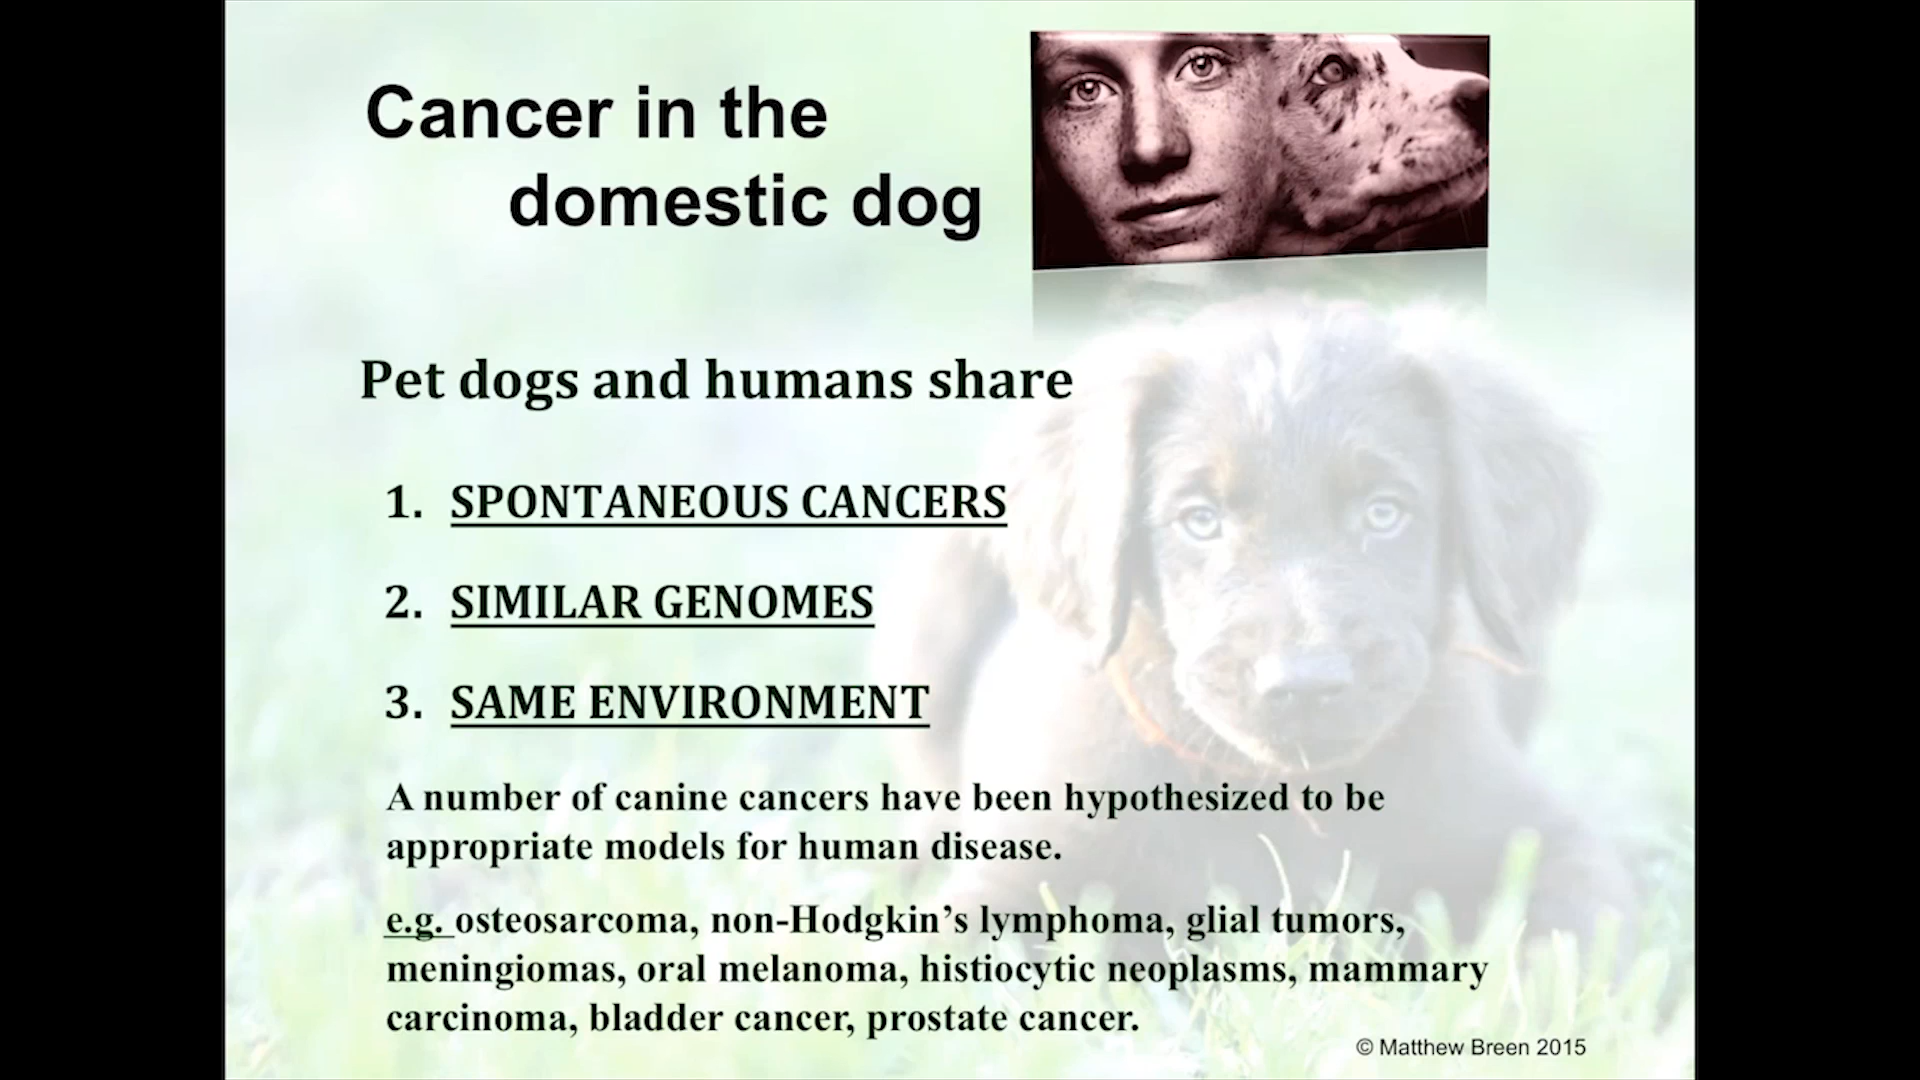 Cancer in the
domestic dog
Pet dogs and humans share
1. SPONTANEOUS CANCERS
2. SIMILAR GENOMES
3. SAME ENVIRONMENT
A number of canine cancers have been hypothesized to be
appropriate models for human disease.
e.g. osteosarcoma, non-Hodgkin’s lymphoma, glial tumors,
meningiomas, oral melanoma, histiocytic neoplasms, mammary
carcinoma, bladder cancer, prostate cancer.
© Matthew Breen 2015